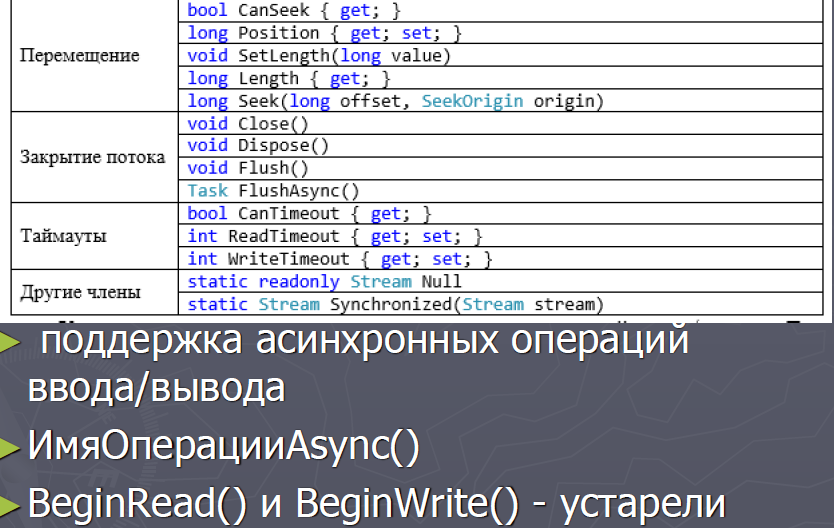 bool CanSeek { get; }
long Position { get; set; }
Перемещение
void SetLength(long value)
long Length { get; }
long Seek(long offset, SeekOrigin origin)
void Close()
void Dispose()
Закрытие потока
void Flush()
Task FlushAsync()
bool CanTimeout { get; }
Таймауты
int ReadTimeout { get; set; }
int WriteTimeout { get; set; }
Другие члены
static readonly Stream Null
static Stream Synchronized(Stream stream)
поддержка асинхронных операций
ввода/вывода
ИмяОперацииAsync()
BeginRead() и BeginWrite() - устарели